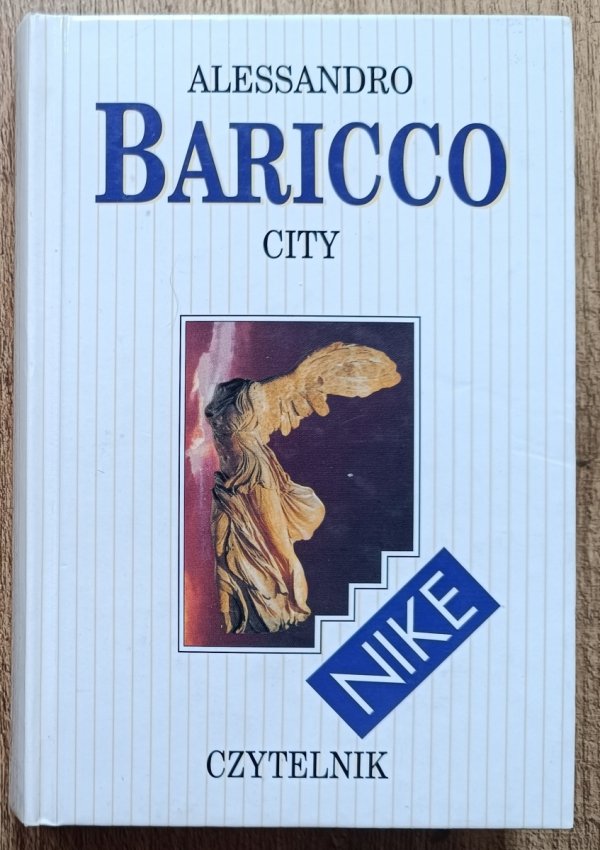 ALESSANDRO
BARICCO
CITY
NIKE
CZYTELNIK